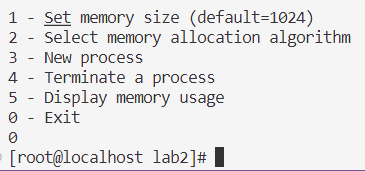 1 - Set memory size (default=1024)
2 - Select memory allocation algorithm
3 - New process
4 - Terminate a process
5 - Display memory usage
0 - Exit
0
[root@localhost lab2]#